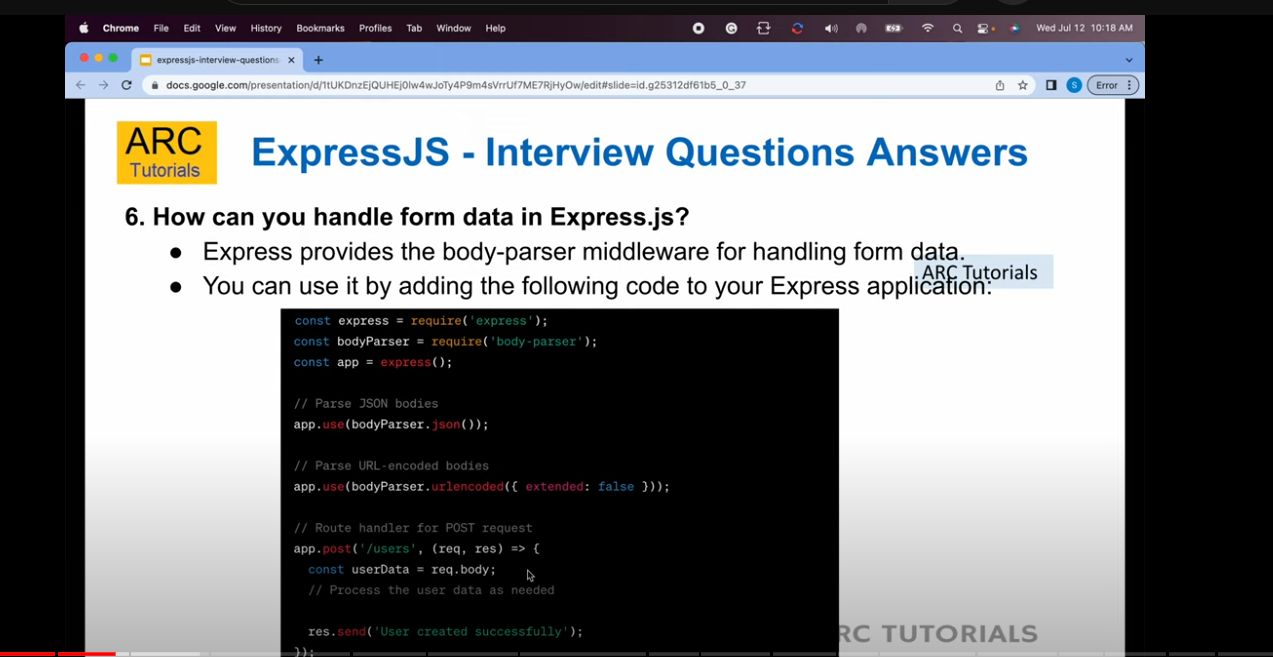 Chrome File Edit View History Bookmarks Profiles Tab Window Help Wed Jul 12 10:18 AM
expressjs-interview-questions
docs.google.com/presentation/d/1tUKDnzEjQUHEj0lw4wJoTy4P9m4sVrrUf7ME7RjHyOw/edit#slide=id.g25312df61b5_0_37 S Error
ARC
Tutorials
ExpressJS - Interview Questions Answers
6. How can you handle form data in Express.js?
● Express provides the body-parser middleware for handling form data.
ARC Tutorials
● You can use it by adding the following code to your Express application:
const express = require('express');
const bodyParser = require('body-parser');
const app = express();
// Parse JSON bodies
app.use(bodyParser.json());
// Parse URL-encoded bodies
app.use(bodyParser.urlencoded({ extended: false }));
// Route handler for POST request
app.post('/users', (req, res) => {
const userData = req.body;
// Process the user data as needed
res.send('User created successfully');
});
RC TUTORIALS